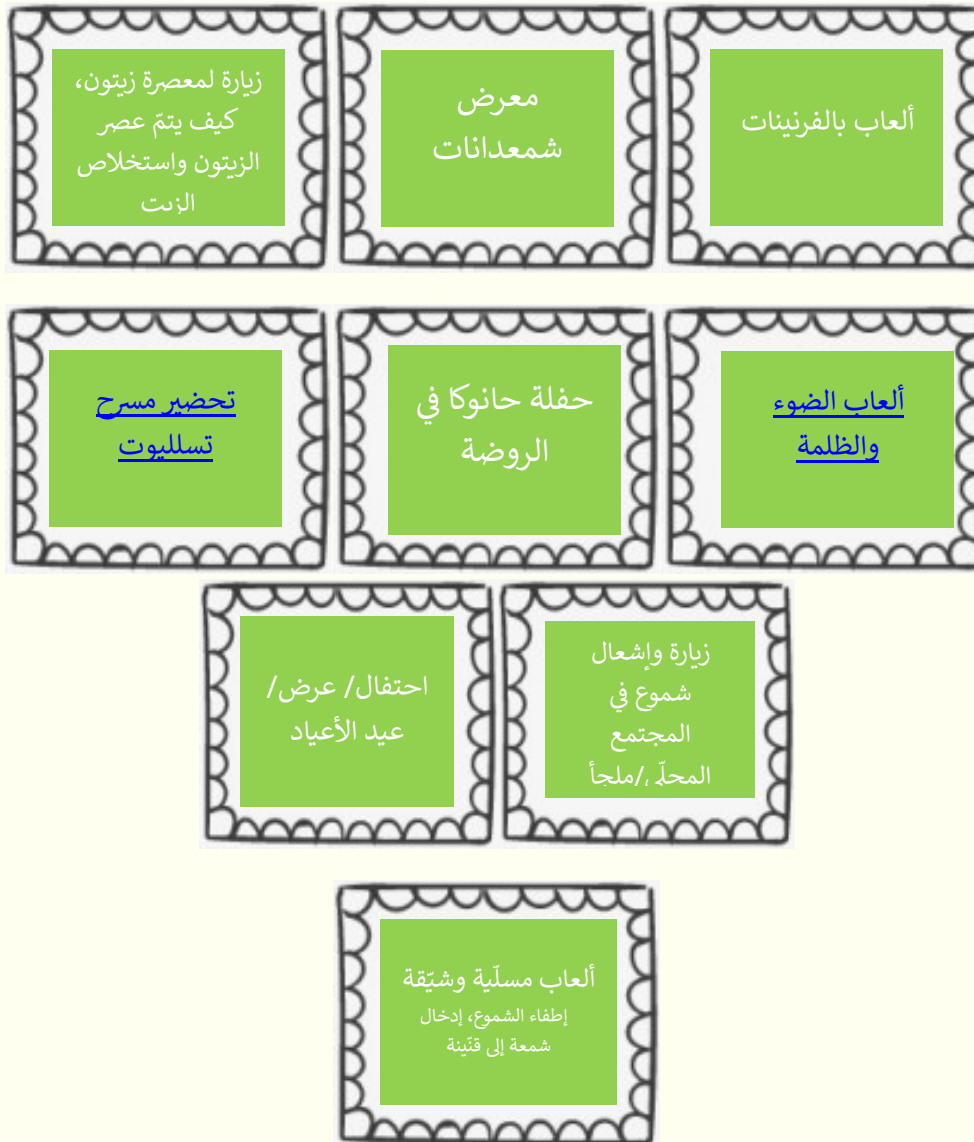 ألعاب بالفرنينات
معرض
شمعدانات
زيارة لمعصرة زيتون،
كيف يتمّ عصر
الزيتون واستخلاص
الزيت
ألعاب الضوء
والظلمة
حفلة حانوكا في
الروضة
تحضير مسرح
تسلليوت
زيارة وإشعال
شموع في
المجتمع
المحلّي/ملجأ
احتفال/ عرض/
عيد الأعياد
ألعاب مسلّية وشيّقة
إطفاء الشموع، إدخال
شمعة إلى قنّينة